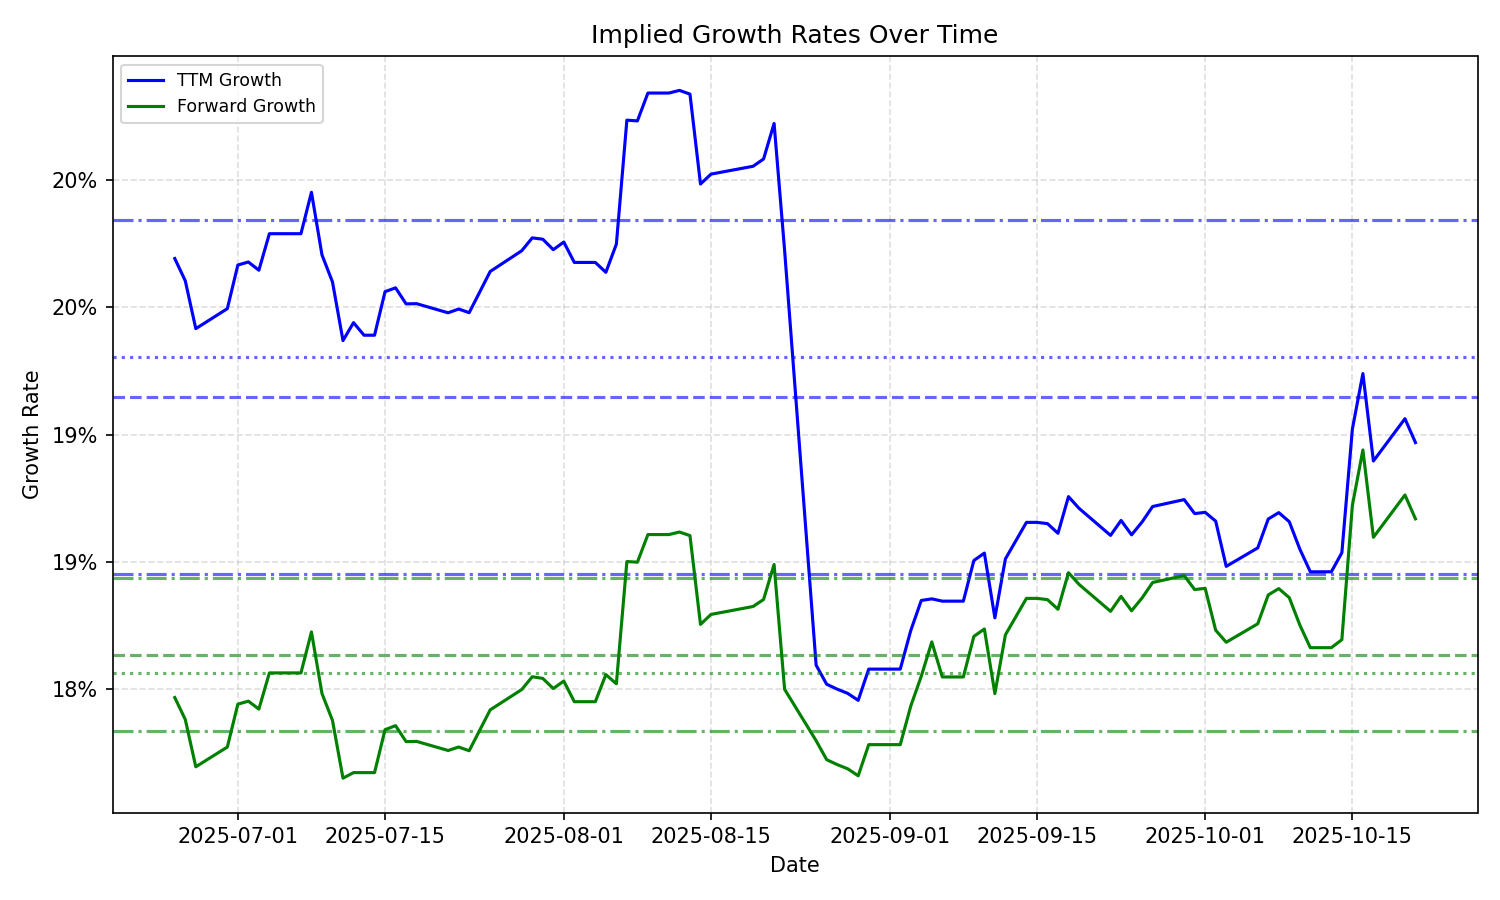 Implied Growth Rates Over Time
TTM Growth
Forward Growth
20%
20%
19%
19%
18%
Growth Rate
2025-07-01
2025-07-15
2025-08-01
2025-08-15
2025-09-01
2025-09-15
2025-10-01
2025-10-15
Date